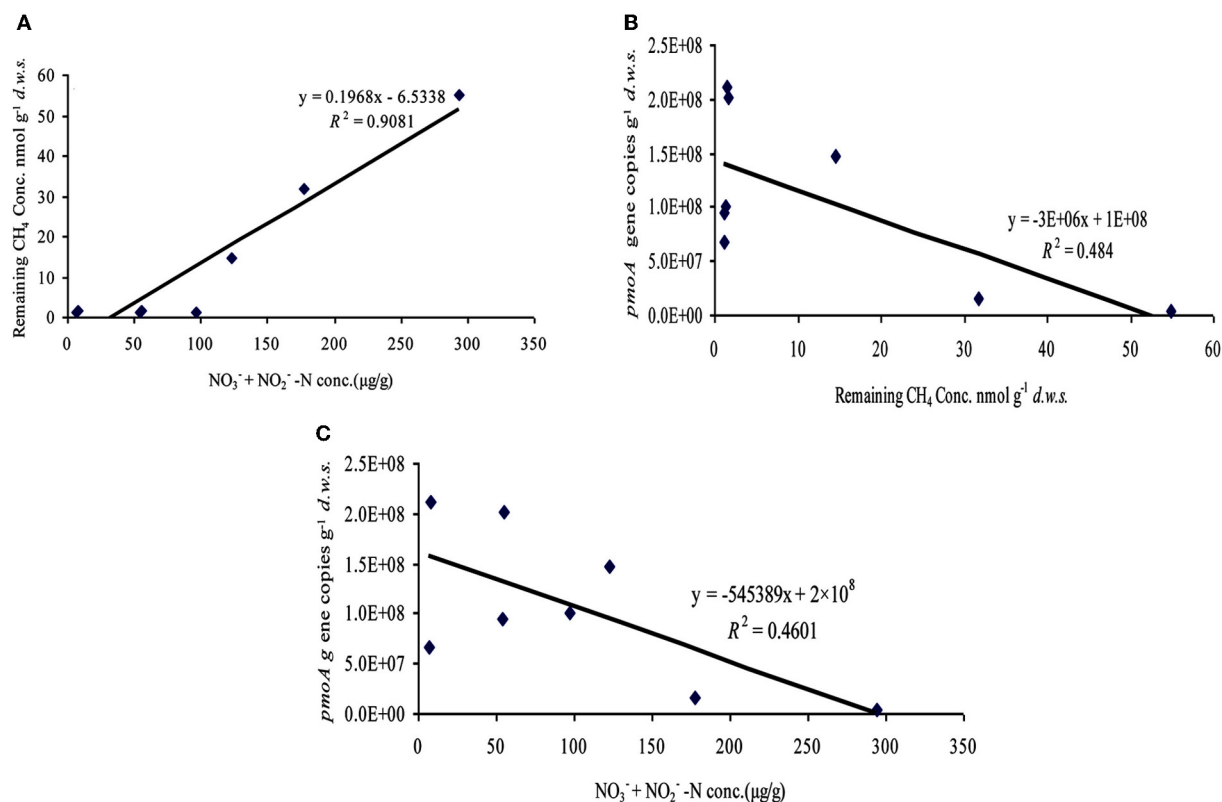 A
Remaining CH₄ Conc. nmol g⁻¹ d.w.s.
60
50
40
30
20
10
0
y = 0.1968x - 6.5338
R² = 0.9081
0 50 100 150 200 250 300 350
NO₃⁻ + NO₂⁻ -N conc.(µg/g)
B
pmoA gene copies g⁻¹ d.w.s.
2.5E+08
2.0E+08
1.5E+08
1.0E+08
5.0E+07
0.0E+00
y = -3E+06x + 1E+08
R² = 0.484
0 10 20 30 40 50 60
Remaining CH₄ Conc. nmol g⁻¹ d.w.s.
C
pmoA g ene copies g⁻¹ d.w.s.
2.5E+08
2.0E+08
1.5E+08
1.0E+08
5.0E+07
0.0E+00
y = -545389x + 2×10⁸
R² = 0.4601
0 50 100 150 200 250 300 350
NO₃⁻ + NO₂⁻ -N conc.(µg/g)